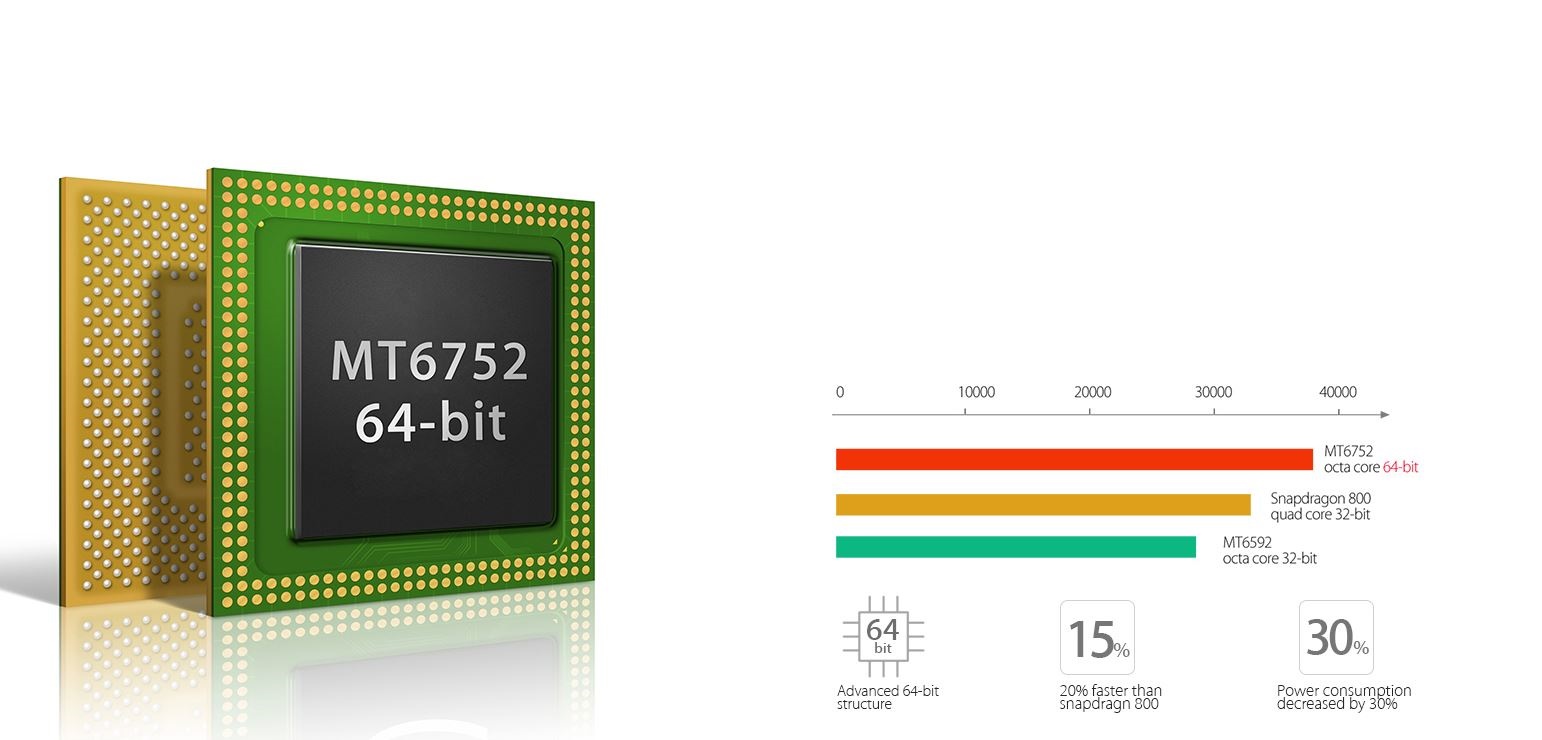 MT6752
64-bit
0 10000 20000 30000 40000
MT6752
octa core 64-bit
Snapdragon 800
quad core 32-bit
MT6592
octa core 32-bit
64
bit
Advanced 64-bit
structure
15%
20% faster than
snapdragn 800
30%
Power consumption
decreased by 30%